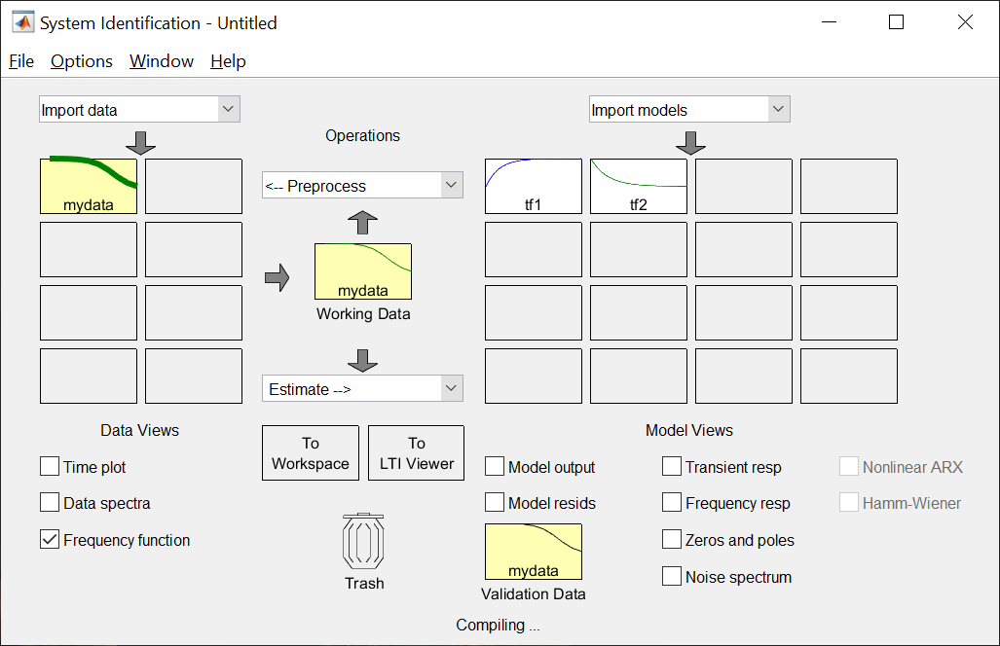 System Identification - Untitled
File Options Window Help
Import data
Import models
Operations
mydata
<-- Preprocess
tf1
tf2
mydata
Working Data
Estimate -->
Data Views
Time plot
Data spectra
Frequency function
To
Workspace
To
LTI Viewer
Trash
Model Views
Model output
Model resids
Transient resp
Frequency resp
Zeros and poles
Noise spectrum
Nonlinear ARX
Hamm-Wiener
mydata
Validation Data
Compiling ...